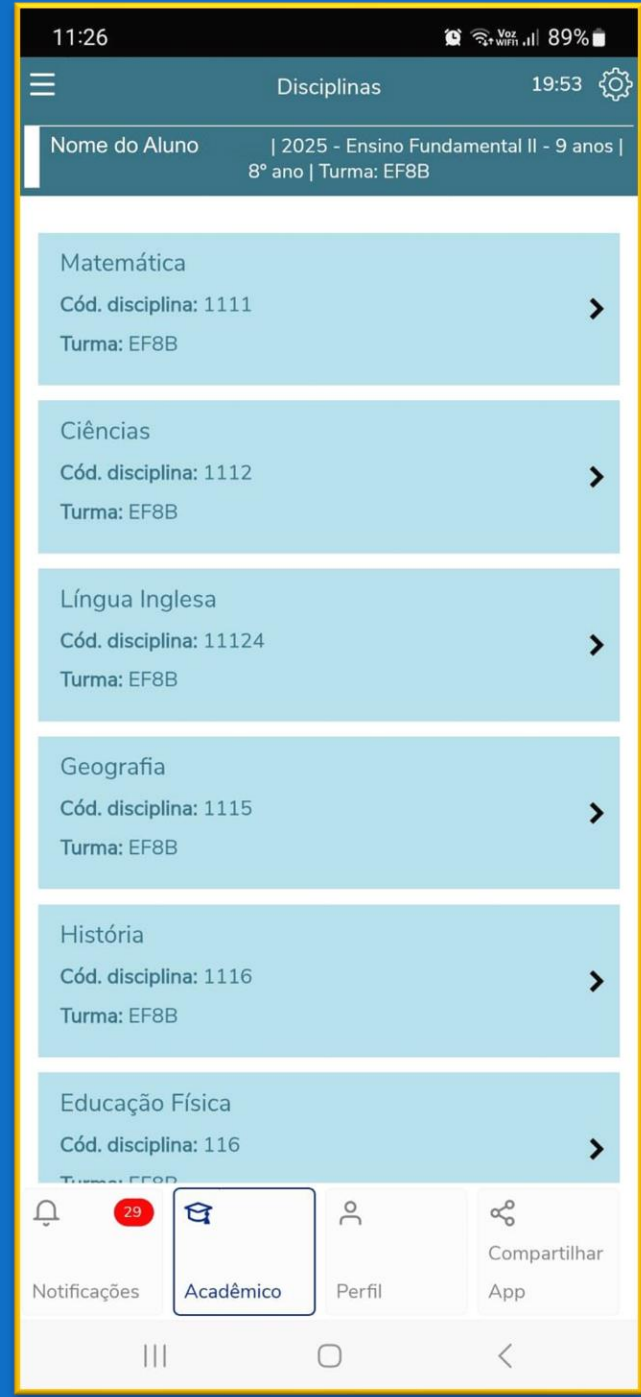 11:26 Voz WiFi1 89%
Disciplinas 19:53
Nome do Aluno | 2025 - Ensino Fundamental II - 9 anos |
8º ano | Turma: EF8B
Matemática
Cód. disciplina: 1111
Turma: EF8B
Ciências
Cód. disciplina: 1112
Turma: EF8B
Língua Inglesa
Cód. disciplina: 11124
Turma: EF8B
Geografia
Cód. disciplina: 1115
Turma: EF8B
História
Cód. disciplina: 1116
Turma: EF8B
Educação Física
Cód. disciplina: 116
Turma: EF8B
29
Notificações
Acadêmico
Perfil
Compartilhar
App